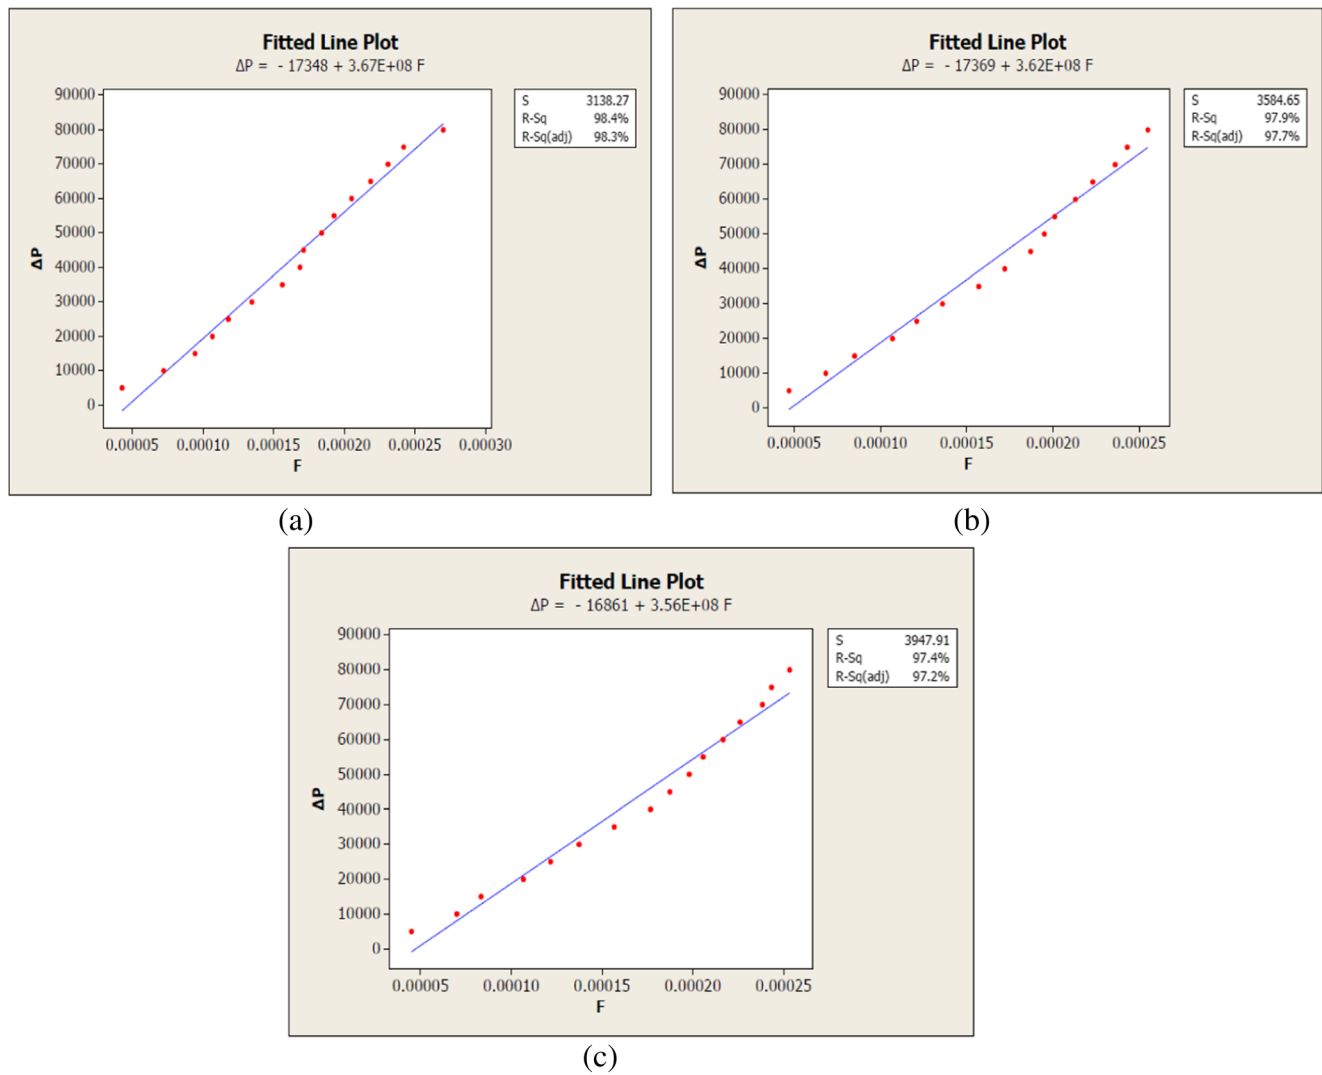 Fitted Line Plot
ΔP = - 17348 + 3.67E+08 F
S 3138.27
R-Sq 98.4%
R-Sq(adj) 98.3%
90000
80000
70000
60000
50000
40000
30000
20000
10000
0
ΔP
0.00005 0.00010 0.00015 0.00020 0.00025 0.00030
F
(a)
Fitted Line Plot
ΔP = - 17369 + 3.62E+08 F
S 3584.65
R-Sq 97.9%
R-Sq(adj) 97.7%
90000
80000
70000
60000
50000
40000
30000
20000
10000
0
ΔP
0.00005 0.00010 0.00015 0.00020 0.00025
F
(b)
Fitted Line Plot
ΔP = - 16861 + 3.56E+08 F
S 3947.91
R-Sq 97.4%
R-Sq(adj) 97.2%
90000
80000
70000
60000
50000
40000
30000
20000
10000
0
ΔP
0.00005 0.00010 0.00015 0.00020 0.00025
F
(c)